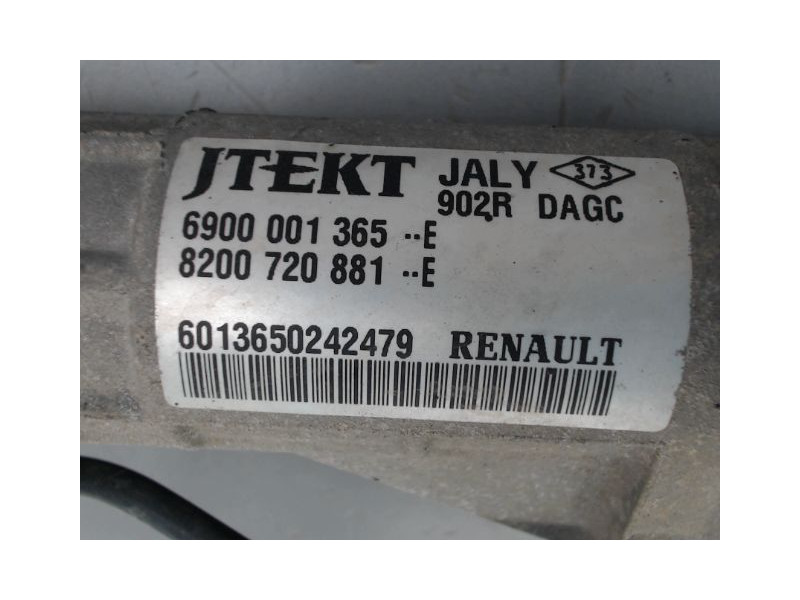 JTEKT JALY 373
902R DAGC
6900 001 365 --E
8200 720 881 --E
6013650242479 RENAULT